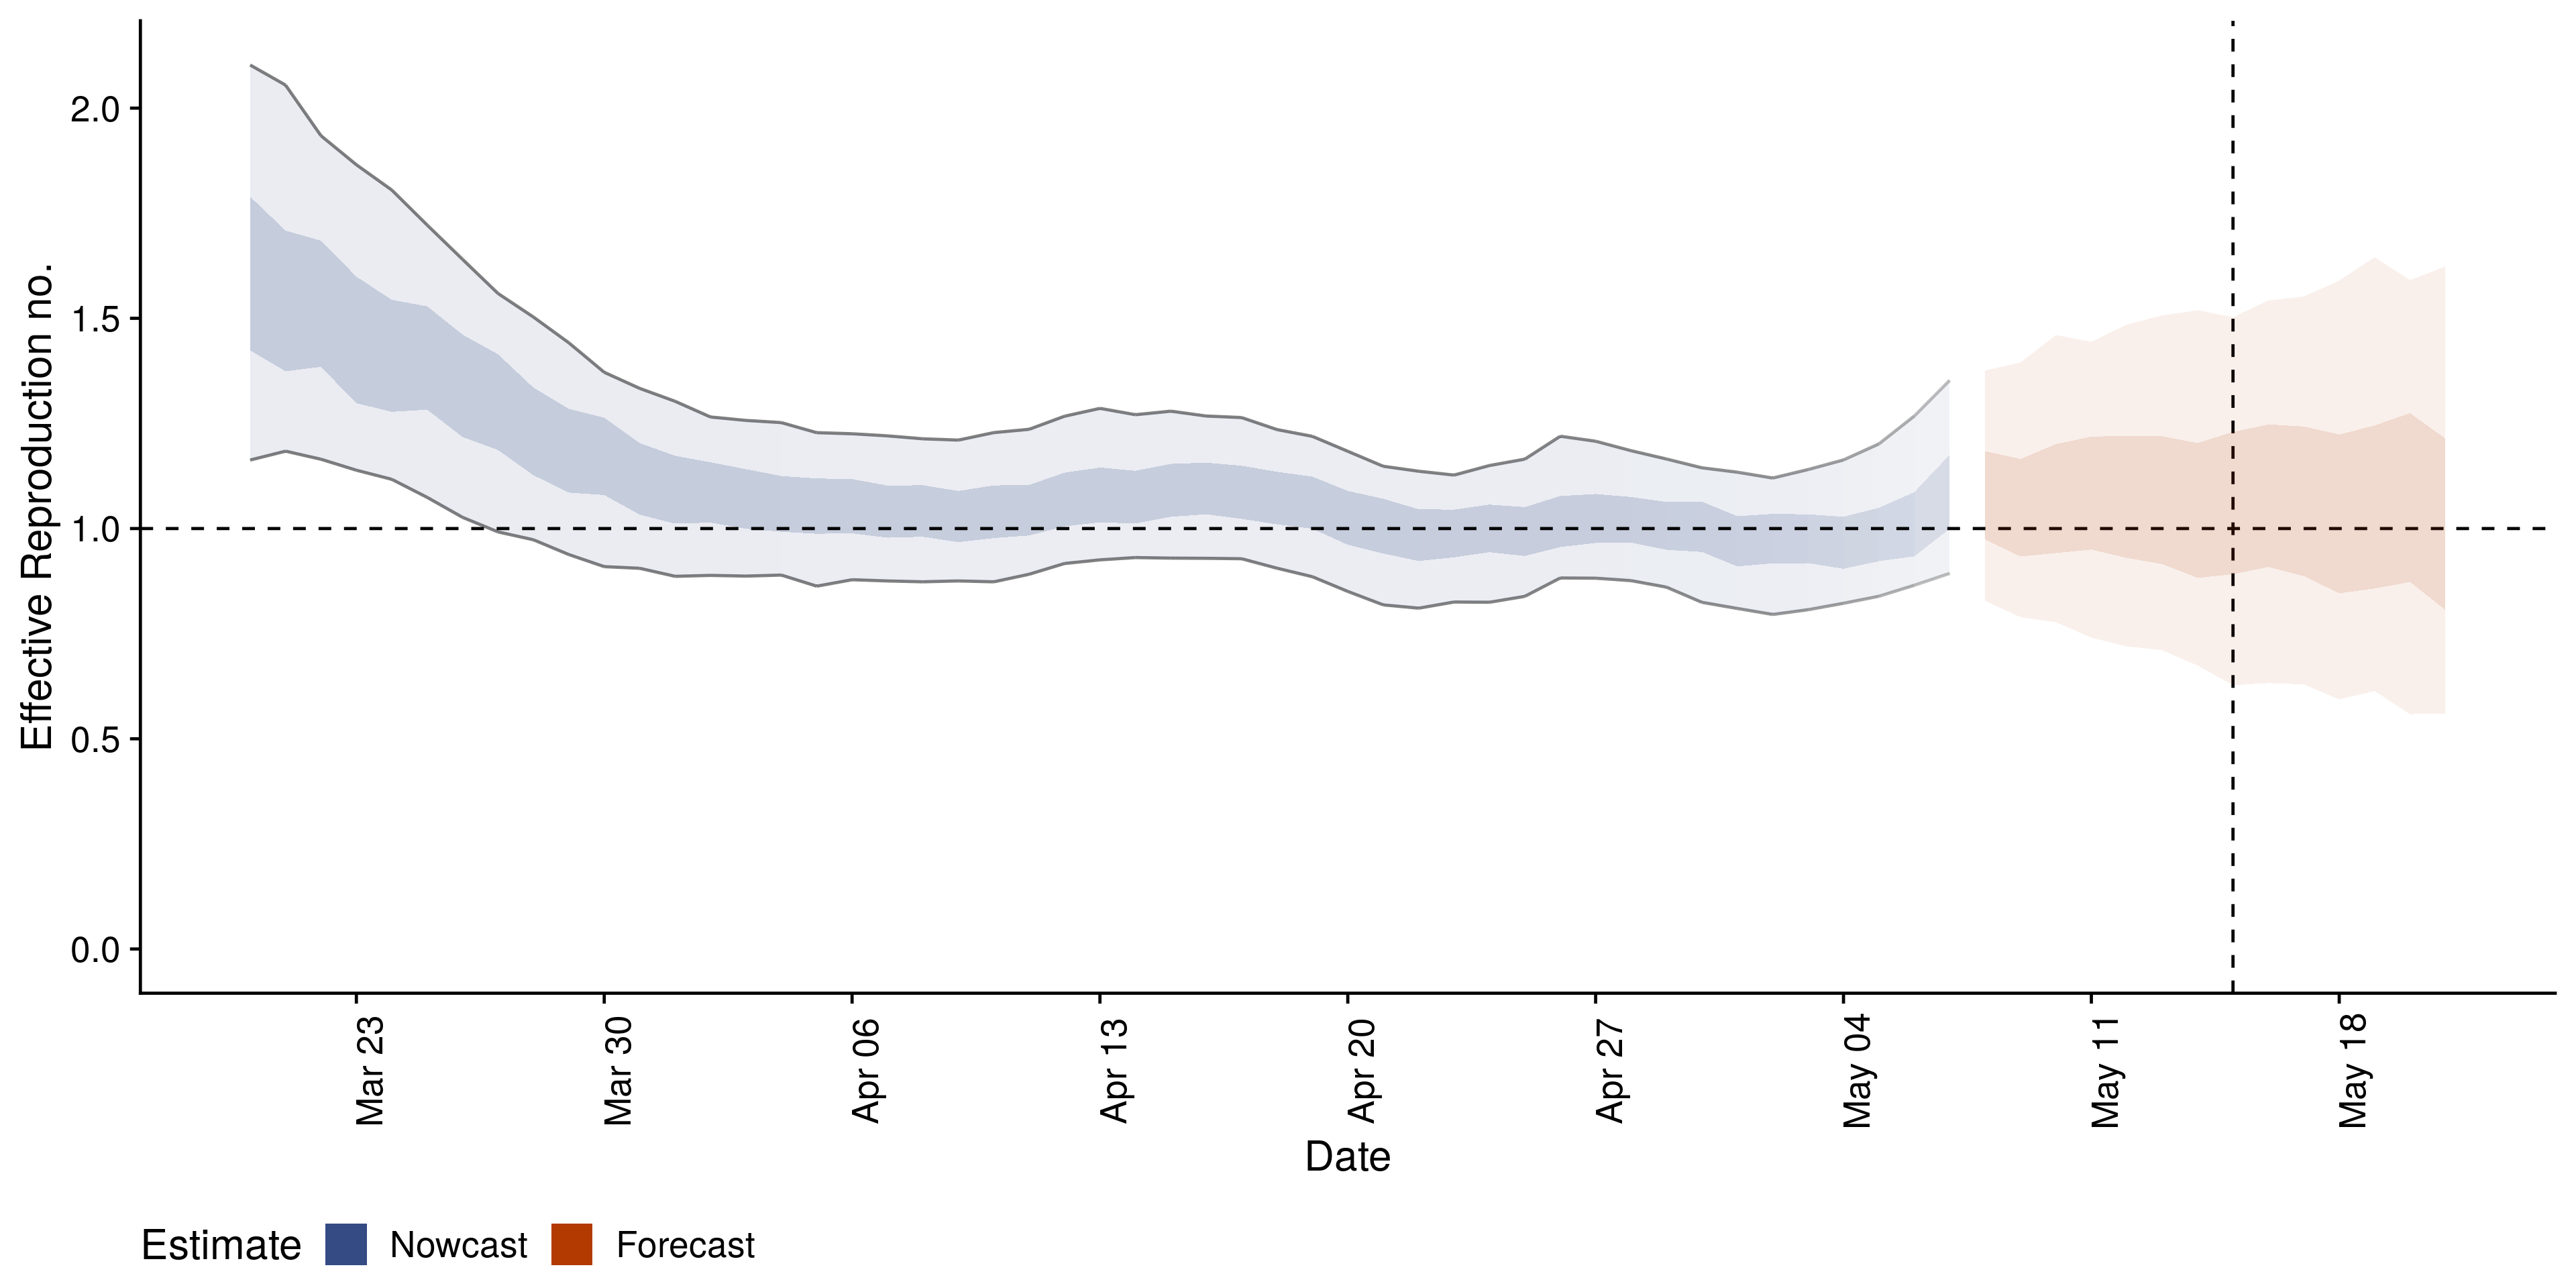 Effective Reproduction no.
2.0
1.5
1.0
0.5
0.0
Mar 23
Mar 30
Apr 06
Apr 13
Apr 20
Apr 27
May 04
May 11
May 18
Date
Estimate Nowcast Forecast